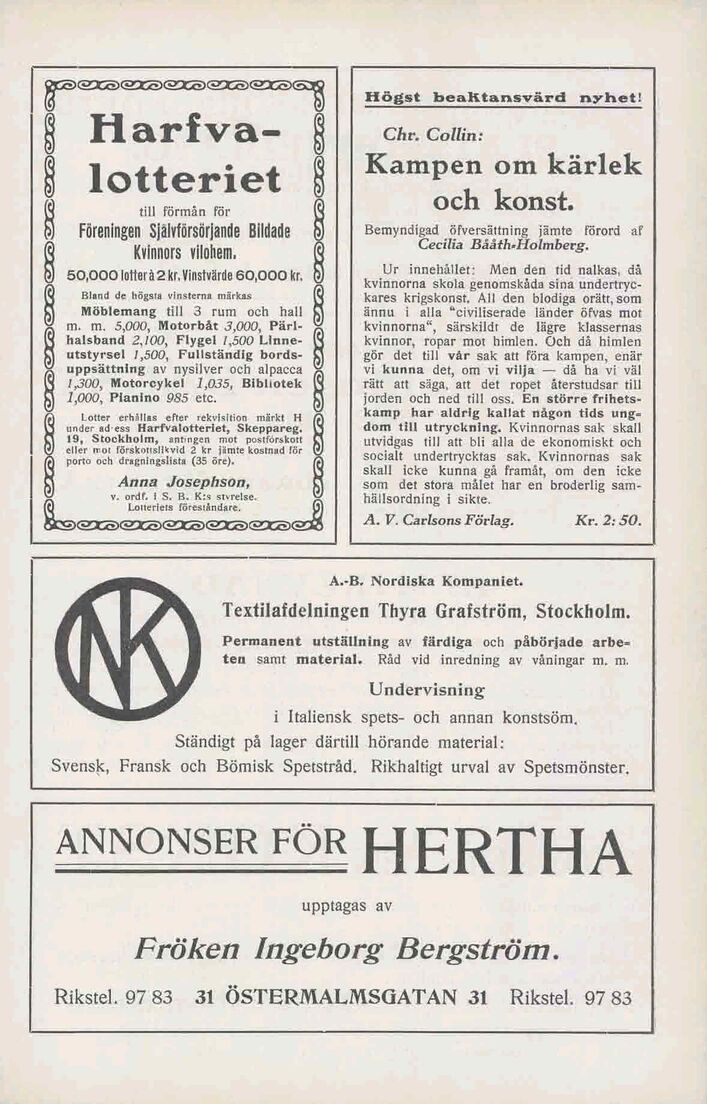 Harfva-
lotteriet
till förmån för
Föreningen Självförsörjande Bildade
Kvinnors vilohem.
50,000 lotter à 2 kr. Vinstvärde 60,000 kr.
Bland de högsta vinsterna märkas
Möblemang till 3 rum och hall
m. m. 5,000, Motorbåt 3,000, Pärl-
halsband 2,100, Flygel 1,500 Linne-
utstyrsel 1,500, Fullständig bords-
uppsättning av nysilver och alpacca
1,300, Motorcykel 1,035, Bibliotek
1,000, Pianino 985 etc.
Lotter erhållas efter rekvisition märkt H
under ad ess Harfvalotteriet, Skeppareg.
19, Stockholm, antingen mot postförskott
eller mot förskottslikvid 2 kr jämte kostnad för
porto och dragningslista (35 öre).
Anna Josephson,
v. ordf. i S. B. K:s styrelse.
Lotteriets föreståndare.
Högst beaktansvärd nyhet!
Chr. Collin:
Kampen om kärlek
och konst.
Bemyndigad öfversättning jämte förord af
Cecilia Bååth-Holmberg.
Ur innehållet: Men den tid nalkas, då
kvinnorna skola genomskåda sina undertryc-
kares krigskonst. All den blodiga orätt, som
ännu i alla "civiliserade länder öfvas mot
kvinnorna", särskildt de lägre klassernas
kvinnor, ropar mot himlen. Och då himlen
gör det till vår sak att föra kampen, enär
vi kunna det, om vi vilja — då ha vi väl
rätt att säga, att det ropet återstudsar till
jorden och ned till oss. En större frihets-
kamp har aldrig kallat någon tids ung-
dom till utryckning. Kvinnornas sak skall
utvidgas till att bli alla de ekonomiskt och
socialt undertrycktas sak. Kvinnornas sak
skall icke kunna gå framåt, om den icke
som det stora målet har en broderlig sam-
hällsordning i sikte.
A. V. Carlsons Förlag. Kr. 2: 50.
NK
A.-B. Nordiska Kompaniet.
Textilafdelningen Thyra Grafström, Stockholm.
Permanent utställning av färdiga och påbörjade arbe-
ten samt material. Råd vid inredning av våningar m. m.
Undervisning
i Italiensk spets- och annan konstsöm.
Ständigt på lager därtill hörande material:
Svensk, Fransk och Bömisk Spetstråd. Rikhaltigt urval av Spetsmönster.
ANNONSER FÖR HERTHA
upptagas av
Fröken Ingeborg Bergström.
Rikstel. 97 83 31 ÖSTERMALMSGATAN 31 Rikstel. 97 83